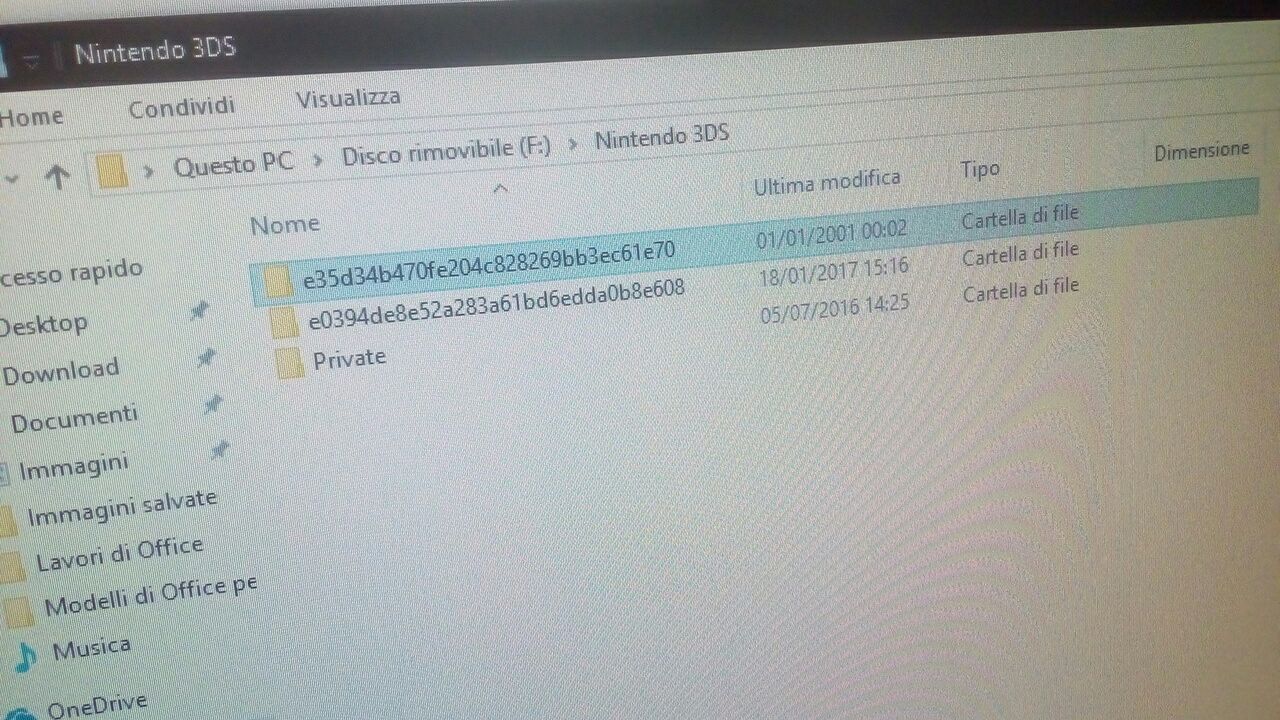 Nintendo 3DS
Home Condividi Visualizza
Questo PC > Disco rimovibile (F:) > Nintendo 3DS
Nome Ultima modifica Tipo Dimensione
e35d34b470fe204c828269bb3ec61e70 01/01/2001 00:02 Cartella di file
e0394de8e52a283a61bd6edda0b8e608 18/01/2017 15:16 Cartella di file
Private 05/07/2016 14:25 Cartella di file
cesso rapido
Desktop
Download
Documenti
Immagini
Immagini salvate
Lavori di Office
Modelli di Office pe
Musica
OneDrive